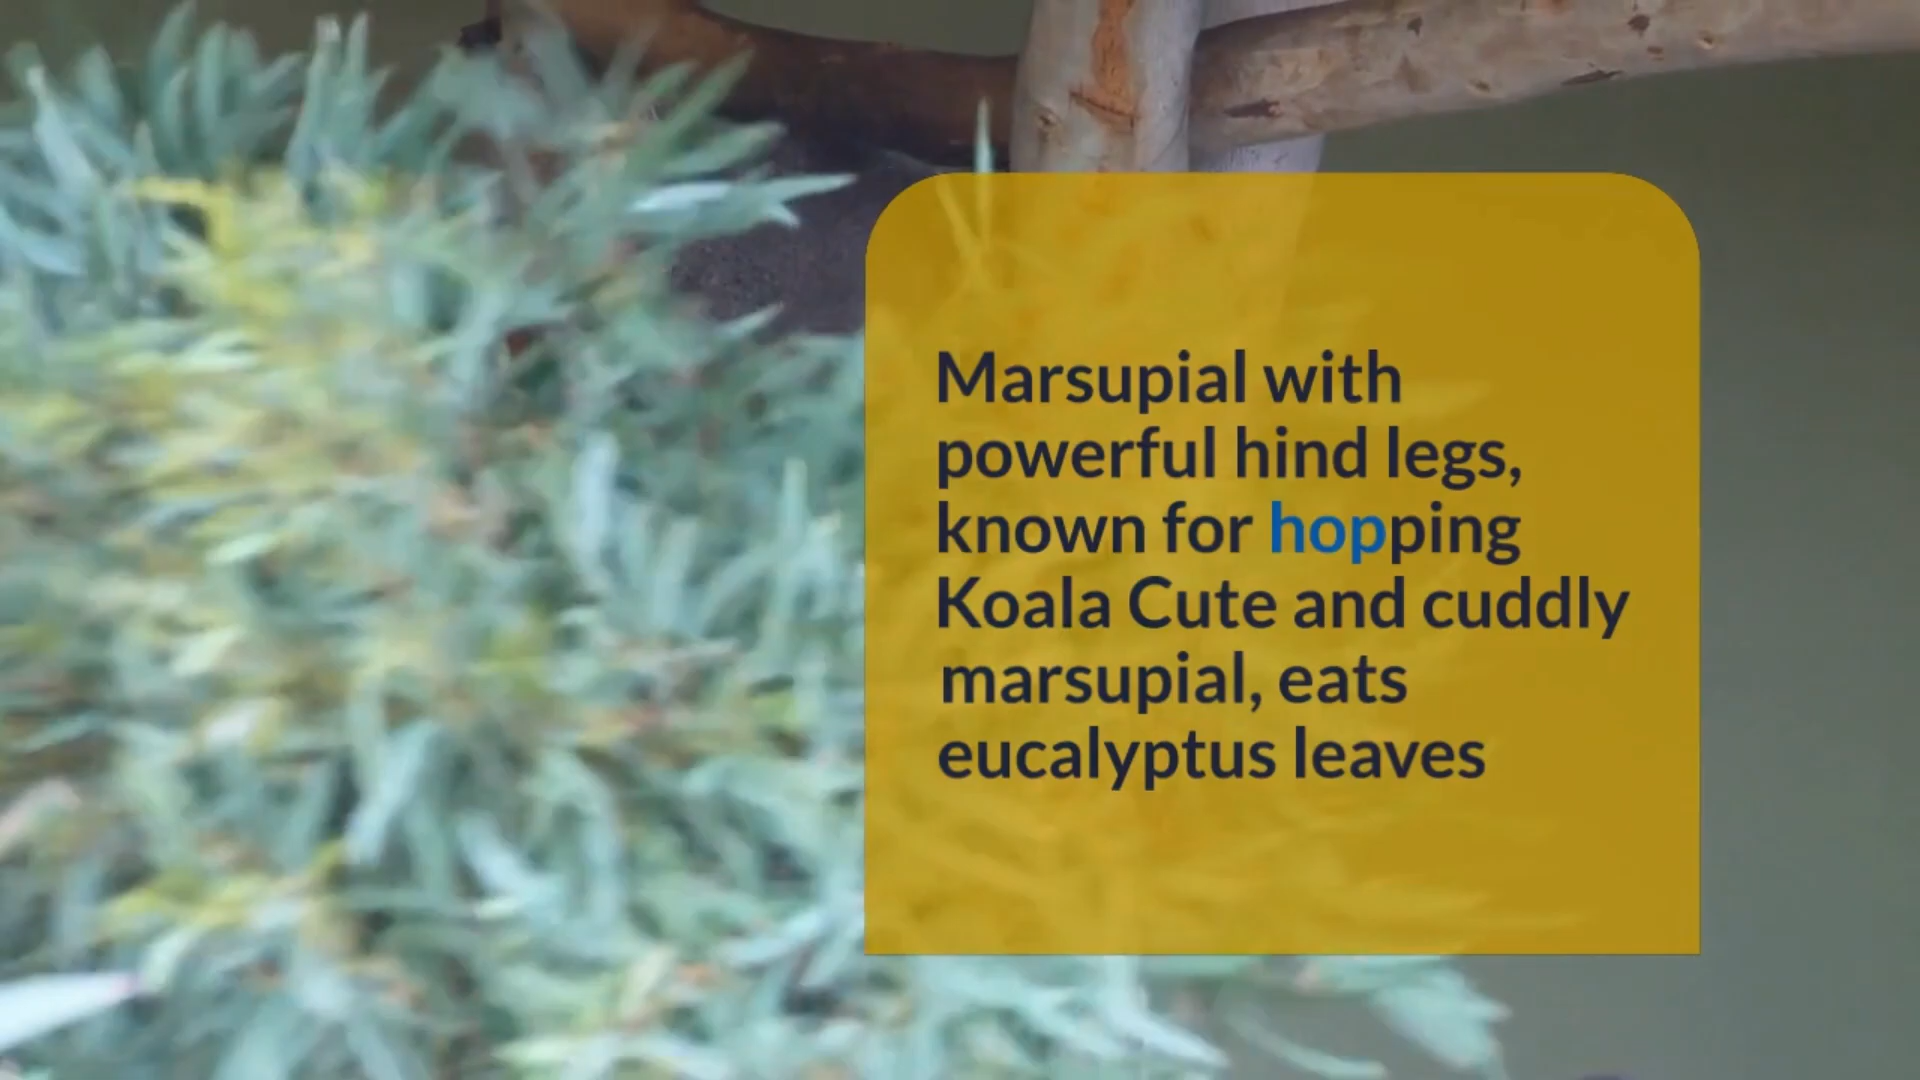 Marsupial with
powerful hind legs,
known for hopping
Koala Cute and cuddly
marsupial, eats
eucalyptus leaves